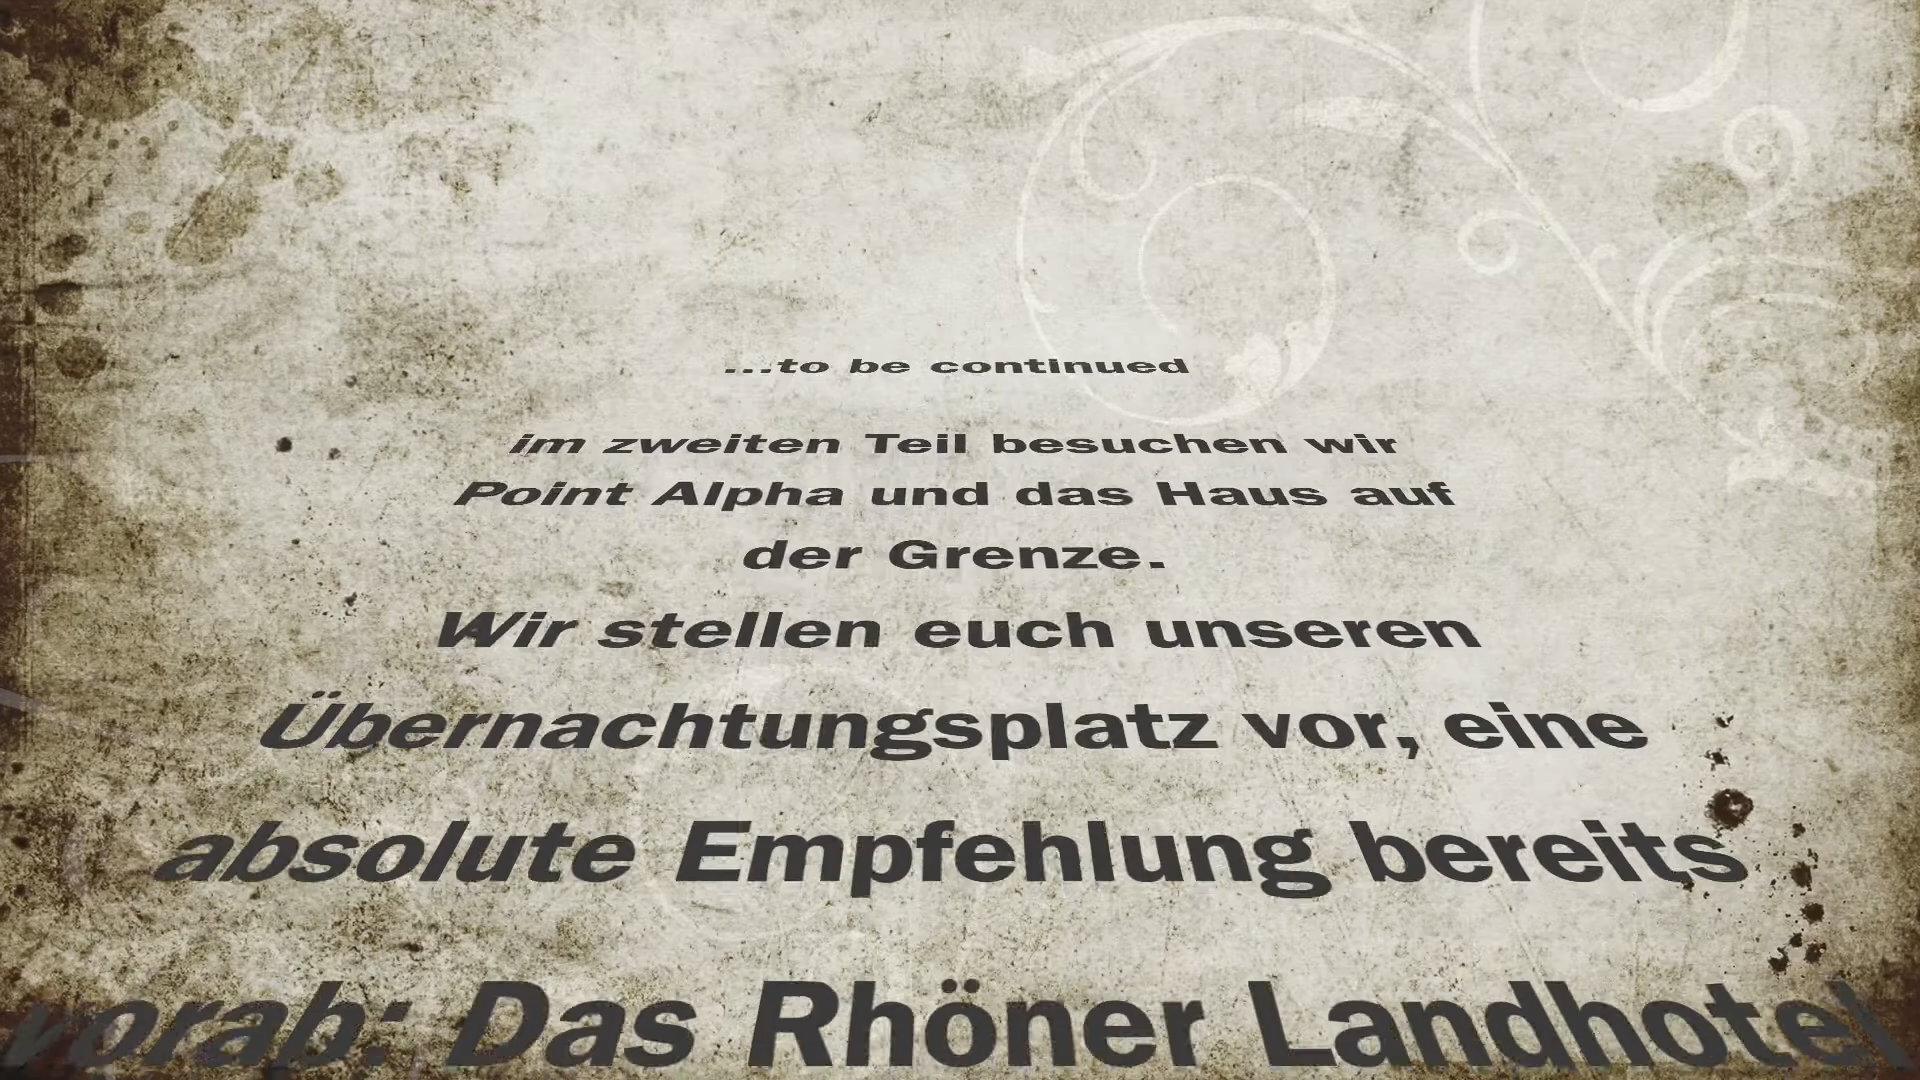 ...to be continued
im zweiten Teil besuchen wir
Point Alpha und das Haus auf
der Grenze.
Wir stellen euch unseren
Übernachtungsplatz vor, eine
absolute Empfehlung bereits
vorab: Das Rhöner Landhotel